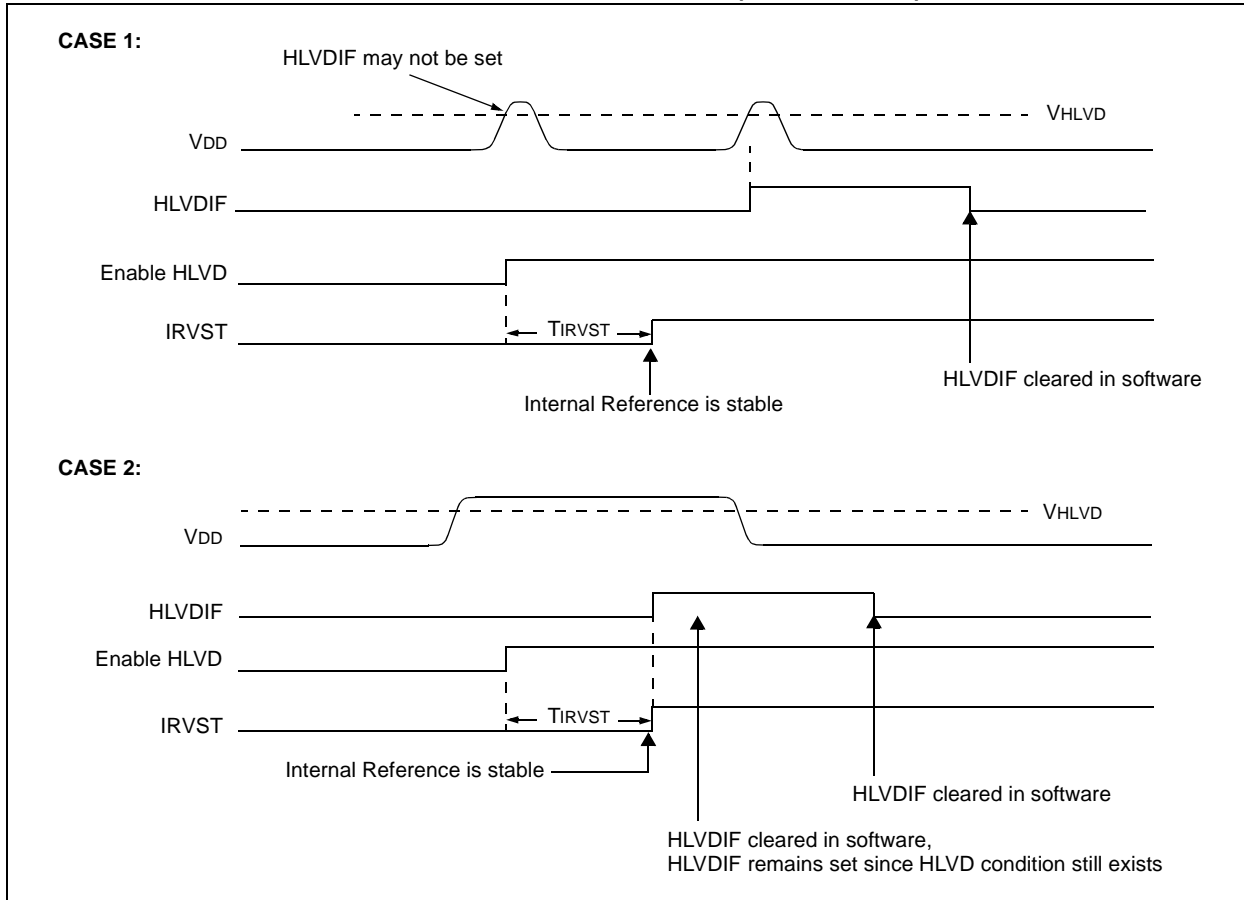 CASE 1:
HLVDIF may not be set
VHLVD
VDD
HLVDIF
Enable HLVD
IRVST
TIRVST
HLVDIF cleared in software
Internal Reference is stable
CASE 2:
VHLVD
VDD
HLVDIF
Enable HLVD
IRVST
TIRVST
Internal Reference is stable
HLVDIF cleared in software
HLVDIF cleared in software,
HLVDIF remains set since HLVD condition still exists